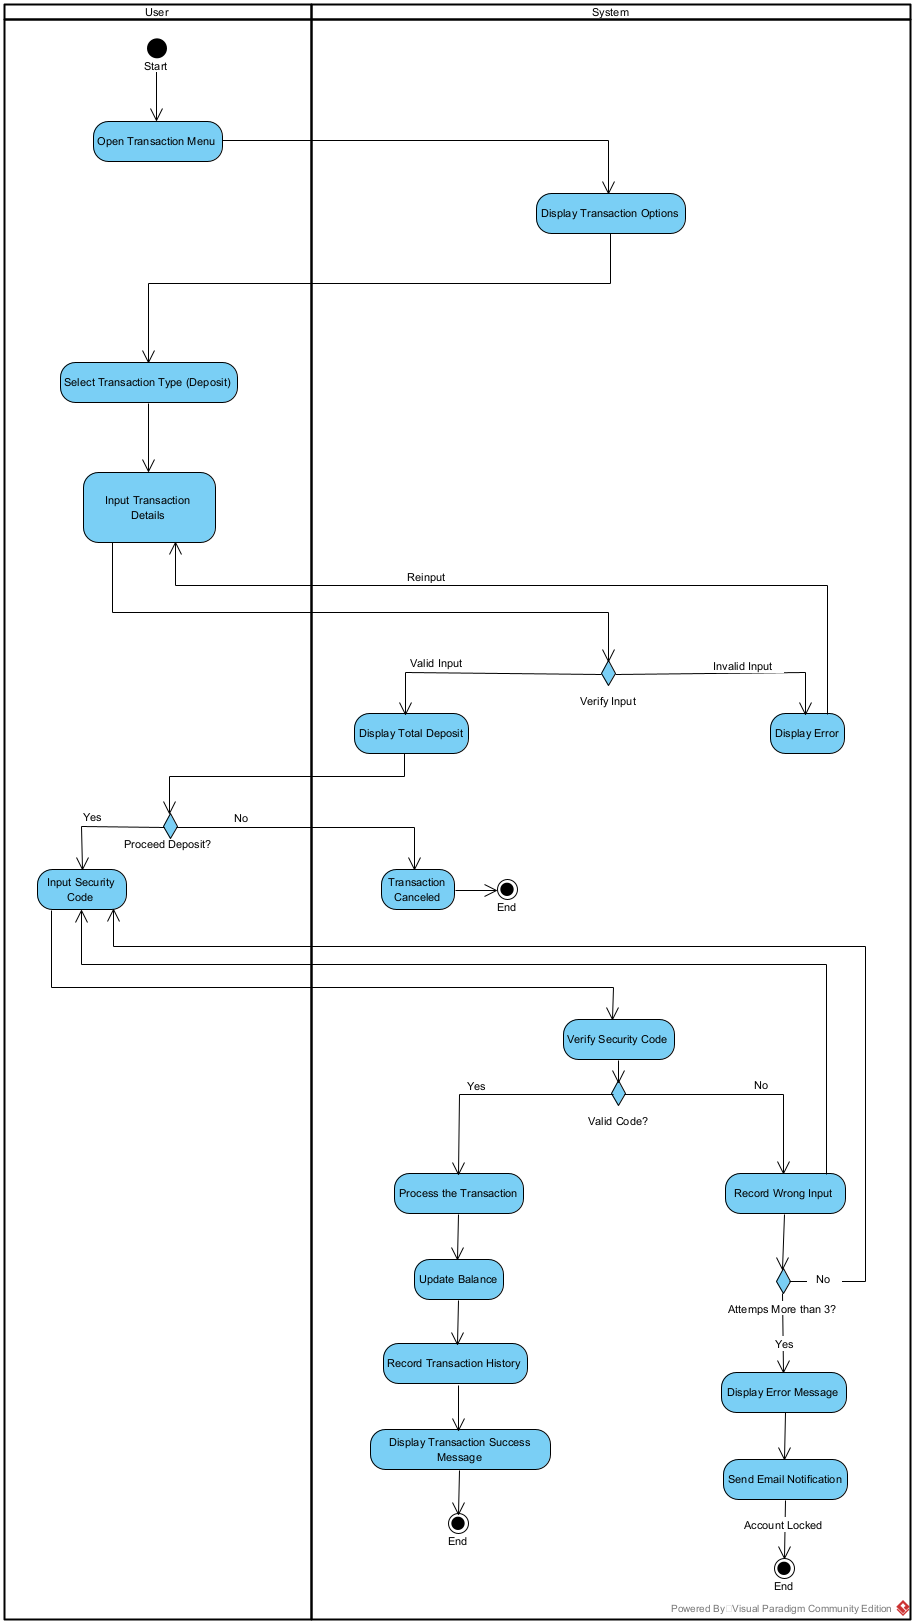 User
System
Start
Open Transaction Menu
Display Transaction Options
Select Transaction Type (Deposit)
Input Transaction
Details
Reinput
Valid Input
Invalid Input
Verify Input
Display Total Deposit
Display Error
Yes
No
Proceed Deposit?
Input Security
Code
Transaction
Canceled
End
Verify Security Code
Yes
No
Valid Code?
Process the Transaction
Record Wrong Input
Update Balance
No
Attemps More than 3?
Yes
Record Transaction History
Display Error Message
Display Transaction Success
Message
Send Email Notification
Account Locked
End
End
Powered By Visual Paradigm Community Edition